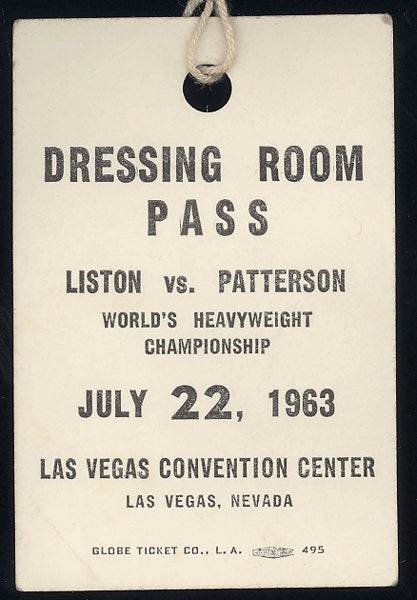 DRESSING ROOM
PASS
LISTON vs. PATTERSON
WORLD'S HEAVYWEIGHT
CHAMPIONSHIP
JULY 22, 1963
LAS VEGAS CONVENTION CENTER
LAS VEGAS, NEVADA
GLOBE TICKET CO., L.A. 495